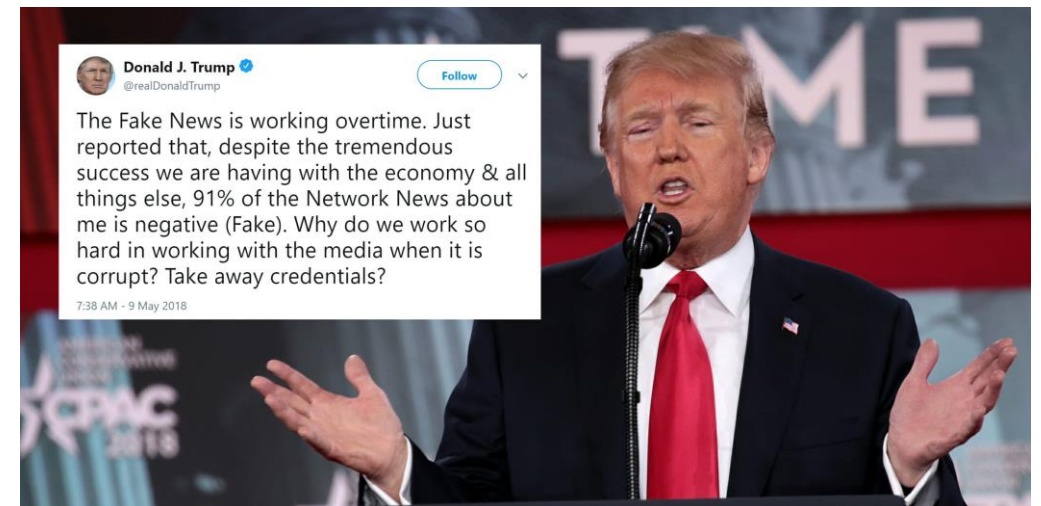 TIME
Donald J. Trump
@realDonaldTrump
Follow
The Fake News is working overtime. Just
reported that, despite the tremendous
success we are having with the economy & all
things else, 91% of the Network News about
me is negative (Fake). Why do we work so
hard in working with the media when it is
corrupt? Take away credentials?
7:38 AM - 9 May 2018
AMERICAN
CONSERVATIVE
UNION
CPAC
2018